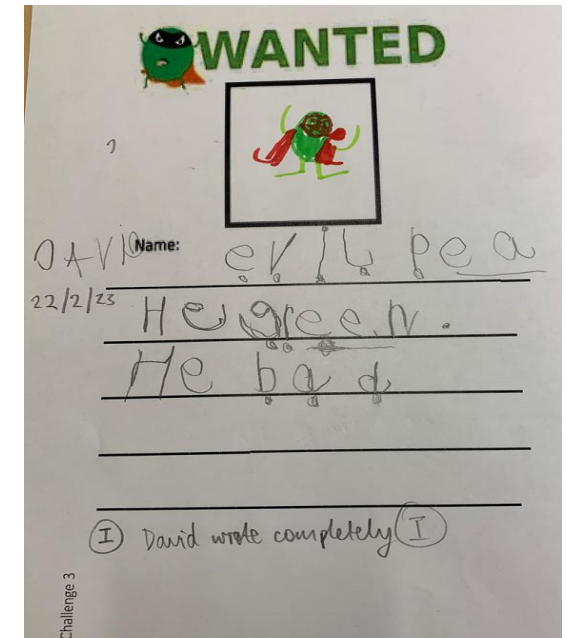 WANTED
DAVID
Name: evil pea
22/2/23
He green.
He bad
I David wrote completely I
Challenge 3